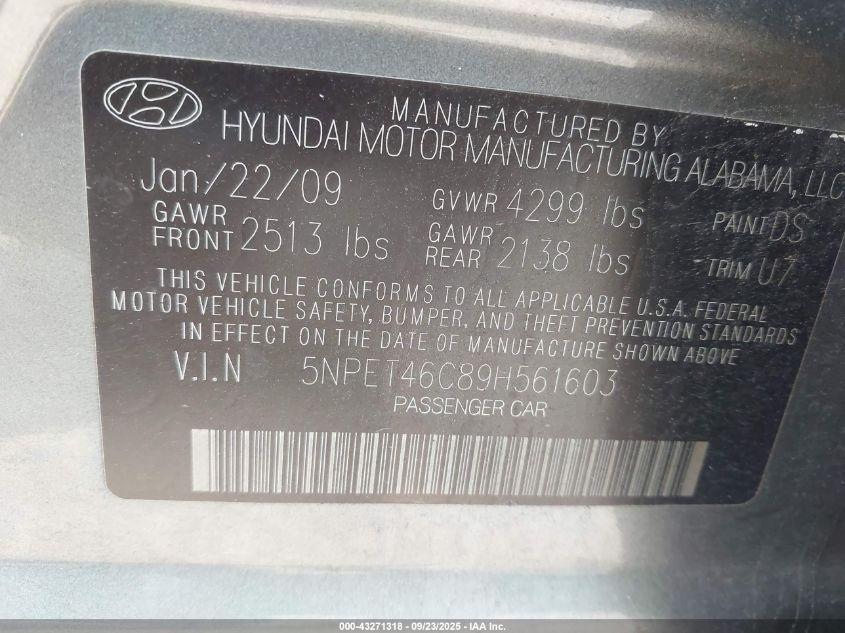 MANUFACTURED BY
HYUNDAI MOTOR MANUFACTURING ALABAMA, LLC
Jan/22/09 GVWR 4299 lbs PAINT DS
GAWR FRONT 2513 lbs GAWR REAR 2138 lbs TRIM U7
THIS VEHICLE CONFORMS TO ALL APPLICABLE U.S.A. FEDERAL
MOTOR VEHICLE SAFETY, BUMPER, AND THEFT PREVENTION STANDARDS
IN EFFECT ON THE DATE OF MANUFACTURE SHOWN ABOVE
V.I.N 5NPET46C89H561603
PASSENGER CAR
000-43271318 - 09/23/2025 - IAA Inc.